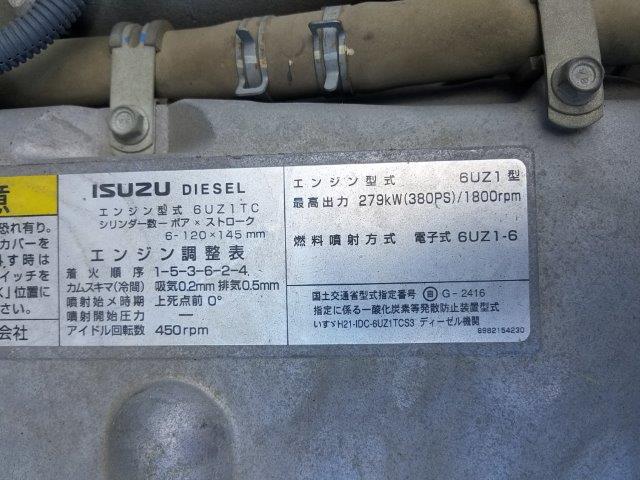 意
恐れ有り。
カバーを
す時は
イッチを
」位置に
さい。
会社
ISUZU DIESEL
エンジン型式 6UZ1TC
シリンダ数ーボア×ストローク
6-120×145mm
エンジン調整表
着火順序 1-5-3-6-2-4
カムスキマ(冷間) 吸気0.2mm 排気0.5mm
噴射始メ時期 上死点前 0°
噴射開始圧力 —
アイドル回転数 450rpm
エンジン型式 6UZ1型
最高出力 279kW(380PS)/1800rpm
燃料噴射方式 電子式 6UZ1-6
国土交通省型式指定番号 G-2416
指定に係る一酸化炭素等発散防止装置型式
いすゞH21-IDC-6UZ1TCS3 ディーゼル機関
8982154230